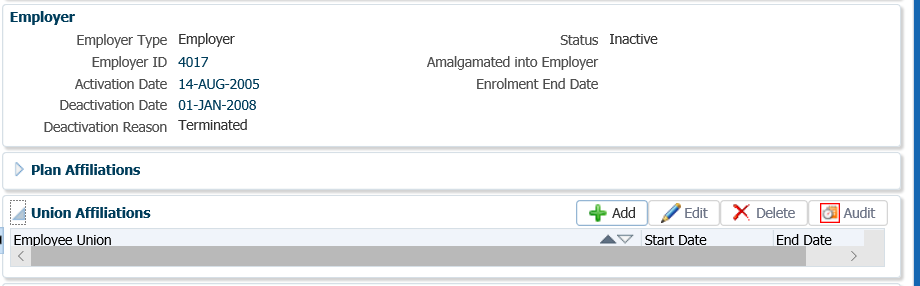 Employer
Employer Type Employer Status Inactive
Employer ID 4017 Amalgamated into Employer
Activation Date 14-AUG-2005 Enrolment End Date
Deactivation Date 01-JAN-2008
Deactivation Reason Terminated
Plan Affiliations
Union Affiliations Add Edit Delete Audit
Employee Union Start Date End Date